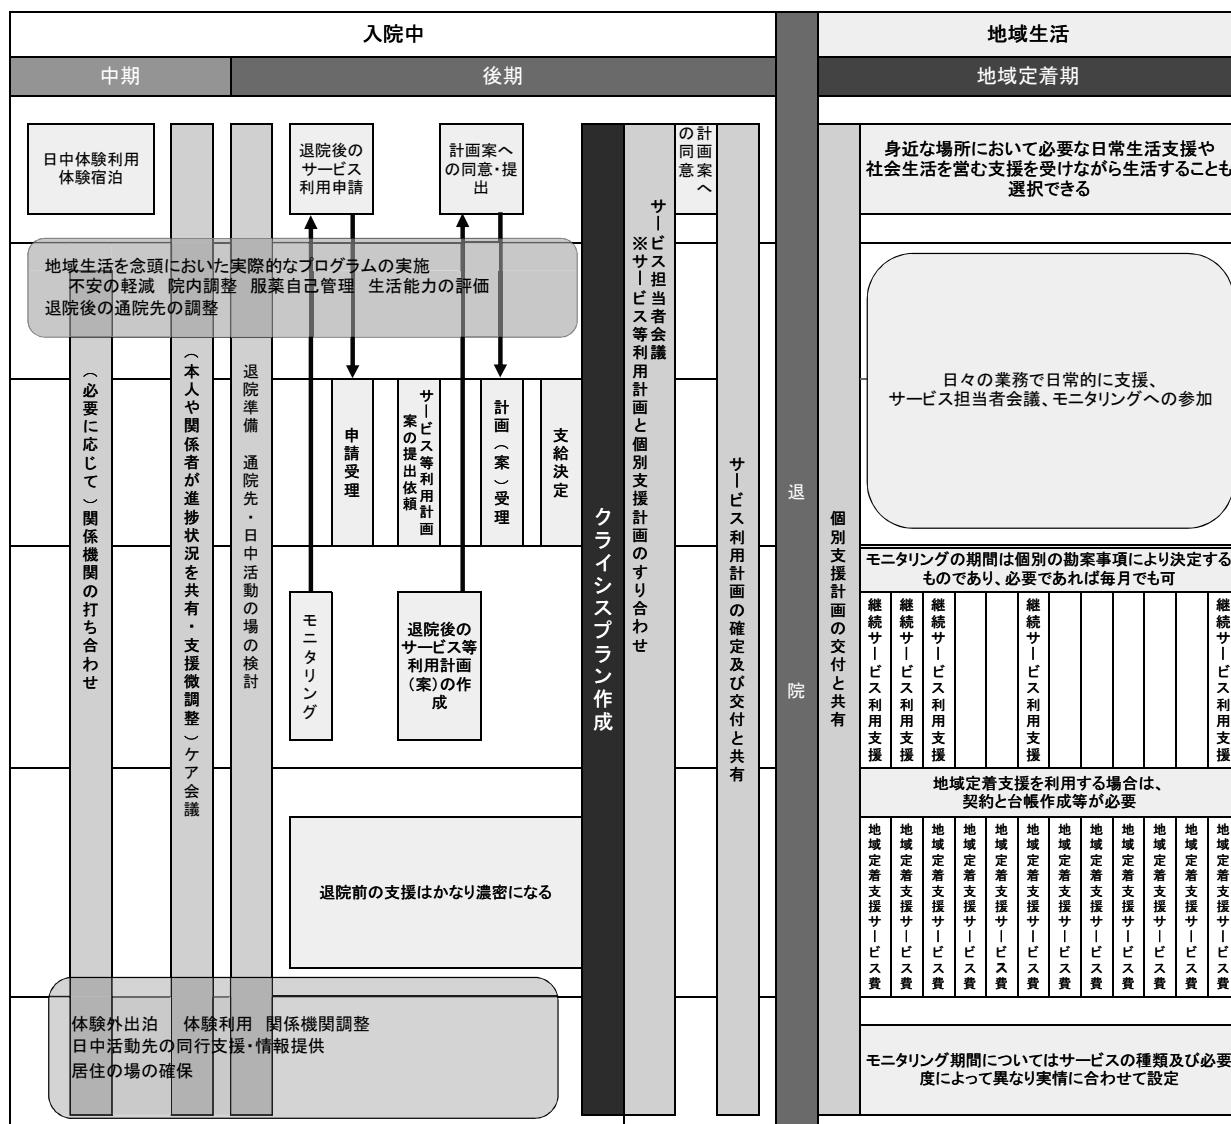 入院中
地域生活
中期
後期
地域定着期
日中体験利用
体験宿泊
退院後の
サービス
利用申請
計画案へ
の同意・提
出
計画案へ
の同意
身近な場所において必要な日常生活支援や
社会生活を営む支援を受けながら生活することも
選択できる
地域生活を念頭においた実際的なプログラムの実施
不安の軽減 院内調整 服薬自己管理 生活能力の評価
退院後の通院先の調整
(必要に応じて)関係機関の打ち合わせ
(本人や関係者が進捗状況を共有・支援微調整)ケア会議
退院準備 通院先・日中活動の場の検討
申請受理
サービス等利用計画
案の提出依頼
計画(案)受理
支給決定
モニタリング
退院後の
サービス等
利用計画
(案)の作
成
クライシスプラン作成
サービス担当者会議
※サービス等利用計画と個別支援計画のすり合わせ
サービス利用計画の確定及び交付と共有
退院
個別支援計画の交付と共有
日々の業務で日常的に支援、
サービス担当者会議、モニタリングへの参加
モニタリングの期間は個別の勘案事項により決定する
ものであり、必要であれば毎月でも可
継続サービス利用支援
継続サービス利用支援
継続サービス利用支援
継続サービス利用支援
継続サービス利用支援
地域定着支援を利用する場合は、
契約と台帳作成等が必要
地域定着支援サービス費
地域定着支援サービス費
地域定着支援サービス費
地域定着支援サービス費
地域定着支援サービス費
地域定着支援サービス費
地域定着支援サービス費
地域定着支援サービス費
地域定着支援サービス費
地域定着支援サービス費
地域定着支援サービス費
地域定着支援サービス費
退院前の支援はかなり濃密になる
体験外出泊 体験利用 関係機関調整
日中活動先の同行支援・情報提供
居住の場の確保
モニタリング期間についてはサービスの種類及び必要
度によって異なり実情に合わせて設定